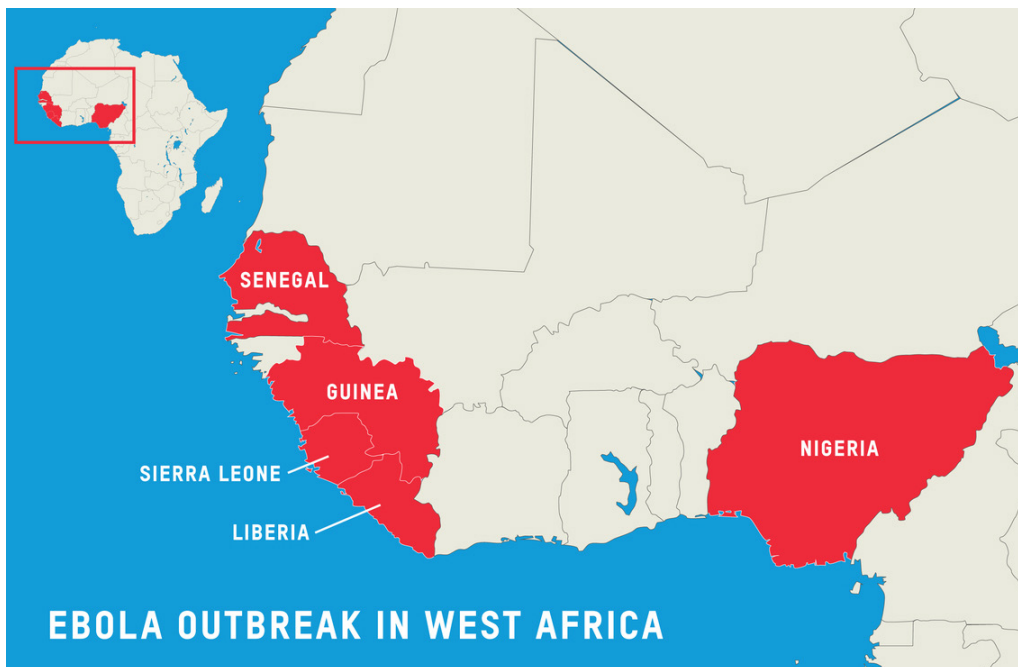 SENEGAL
GUINEA
SIERRA LEONE
LIBERIA
NIGERIA
EBOLA OUTBREAK IN WEST AFRICA